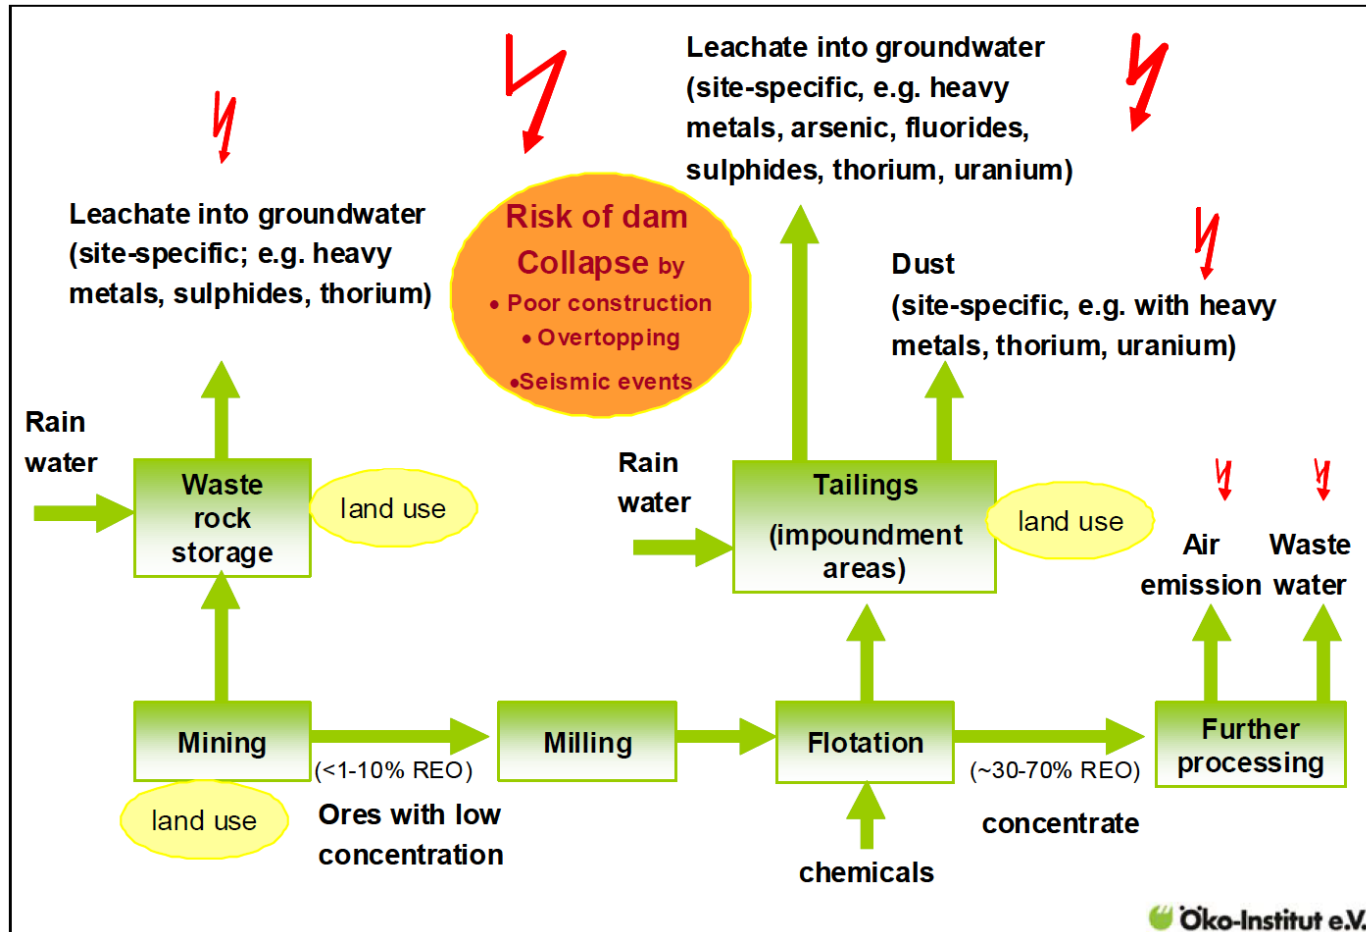 Leachate into groundwater
(site-specific, e.g. heavy
metals, arsenic, fluorides,
sulphides, thorium, uranium)
Leachate into groundwater
(site-specific; e.g. heavy
metals, sulphides, thorium)
Risk of dam
Collapse by
• Poor construction
• Overtopping
•Seismic events
Dust
(site-specific, e.g. with heavy
metals, thorium, uranium)
Rain
water
Waste
rock
storage
land use
Rain
water
Tailings
(impoundment
areas)
land use
Air
emission
Waste
water
Mining
(<1-10% REO)
Milling
Flotation
(~30-70% REO)
Further
processing
land use
Ores with low
concentration
concentrate
chemicals
Öko-Institut e.V.